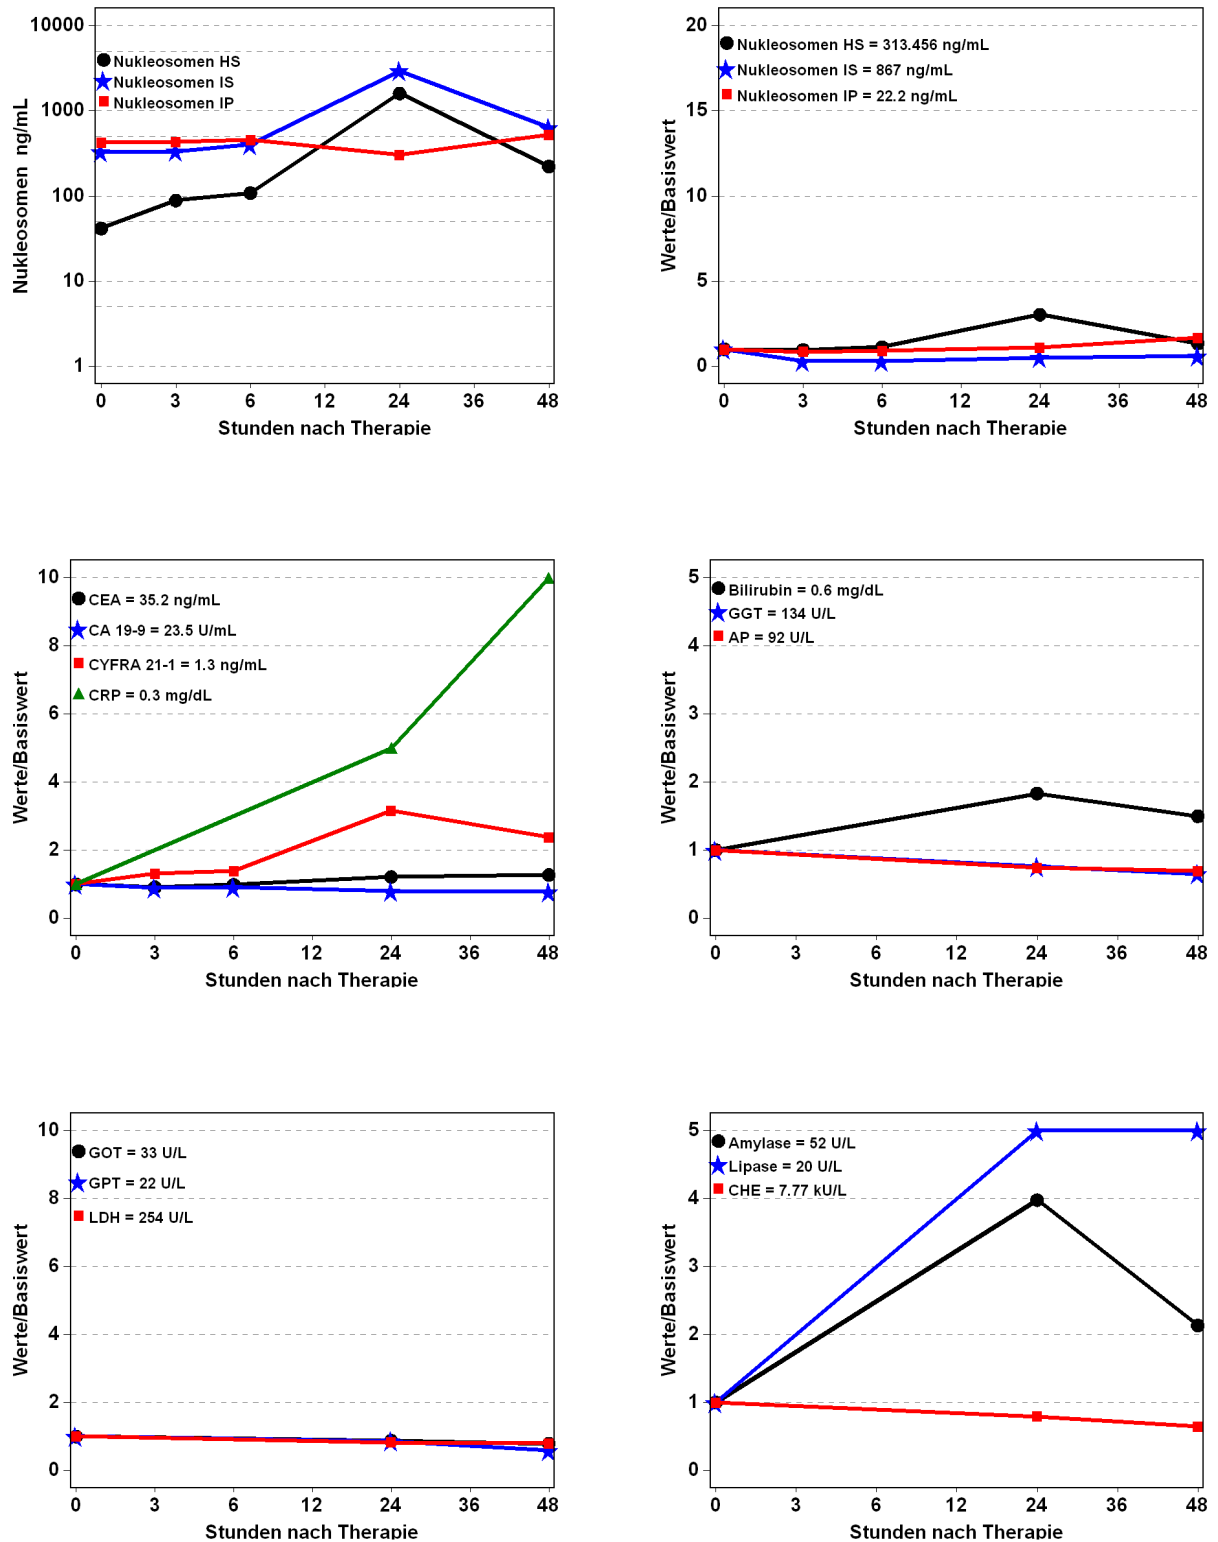 10000
1000
100
10
1
Nukleosomen ng/mL
Nukleosomen HS
Nukleosomen IS
Nukleosomen IP
0 3 6 12 24 36 48
Stunden nach Therapie
20
15
10
5
0
Werte/Basiswert
Nukleosomen HS = 313.456 ng/mL
Nukleosomen IS = 867 ng/mL
Nukleosomen IP = 22.2 ng/mL
0 3 6 12 24 36 48
Stunden nach Therapie
10
8
6
4
2
0
Werte/Basiswert
CEA = 35.2 ng/mL
CA 19-9 = 23.5 U/mL
CYFRA 21-1 = 1.3 ng/mL
CRP = 0.3 mg/dL
0 3 6 12 24 36 48
Stunden nach Therapie
5
4
3
2
1
0
Werte/Basiswert
Bilirubin = 0.6 mg/dL
GGT = 134 U/L
AP = 92 U/L
0 3 6 12 24 36 48
Stunden nach Therapie
10
8
6
4
2
0
Werte/Basiswert
GOT = 33 U/L
GPT = 22 U/L
LDH = 254 U/L
0 3 6 12 24 36 48
Stunden nach Therapie
5
4
3
2
1
0
Werte/Basiswert
Amylase = 52 U/L
Lipase = 20 U/L
CHE = 7.77 kU/L
0 3 6 12 24 36 48
Stunden nach Therapie